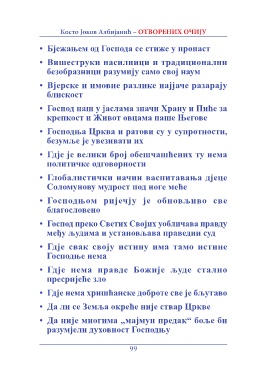 Косто Јоков Албијанић – ОТВОРЕНИХ ОЧИЈУ
• Бјежањем од Господа се стиже у пропаст
• Вишеструки насилници и традиционални
безобразници разумију само свој наум
• Вјерске и имовне разлике најјаче разарају
блискост
• Господ наш у јаслама значи Храну и Пиће за
крепкост и Живот овцама паше Његове
• Господња Црква и ратови су у супротности,
безумље је увезивати их
• Гдје је велики број обешчашћених ту нема
политичке одговорности
• Глобалистички начин васпитавања дјеце
Соломунову мудрост под ноге меће
• Господњом ријечју је обновљиво све
благословено
• Господ преко Светих Својих уобличава правду
међу људима и установљава праведни суд
• Гдје свак своју истину има тамо истине
Господње нема
• Гдје нема правде Божије људе стално
пресријеће зло
• Гдје нема хришћанске доброте све је бљутаво
• Да ли се Земља окреће није ствар Цркве
• Да није многима „мајмун предак“ боље би
разумјели духовност Господњу
99